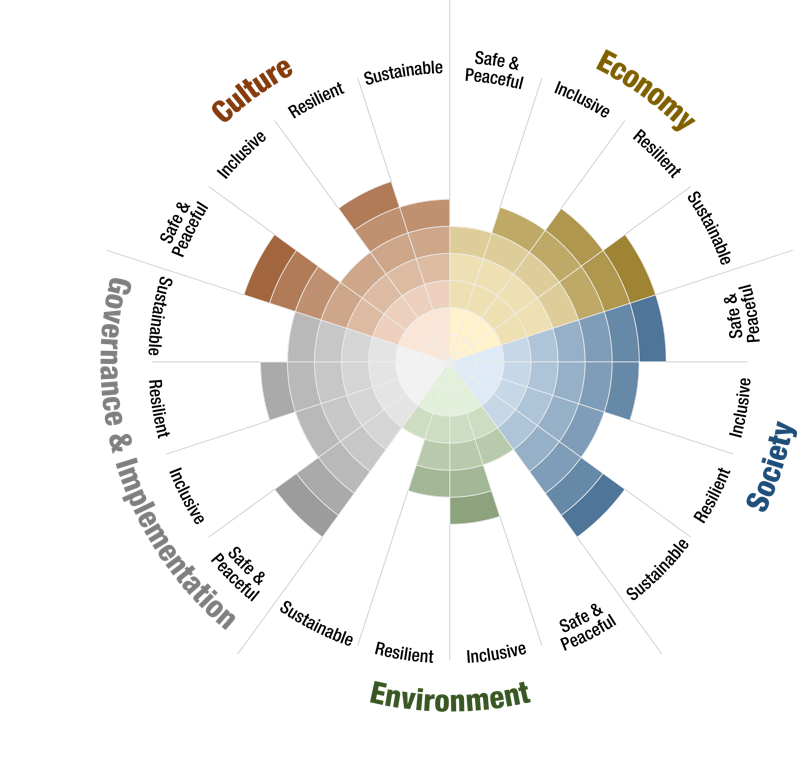 Culture
Safe &
Peaceful
Inclusive
Resilient
Sustainable
Economy
Safe &
Peaceful
Inclusive
Resilient
Sustainable
Society
Safe &
Peaceful
Inclusive
Resilient
Sustainable
Environment
Safe &
Peaceful
Inclusive
Resilient
Sustainable
Governance & Implementation
Safe &
Peaceful
Inclusive
Resilient
Sustainable